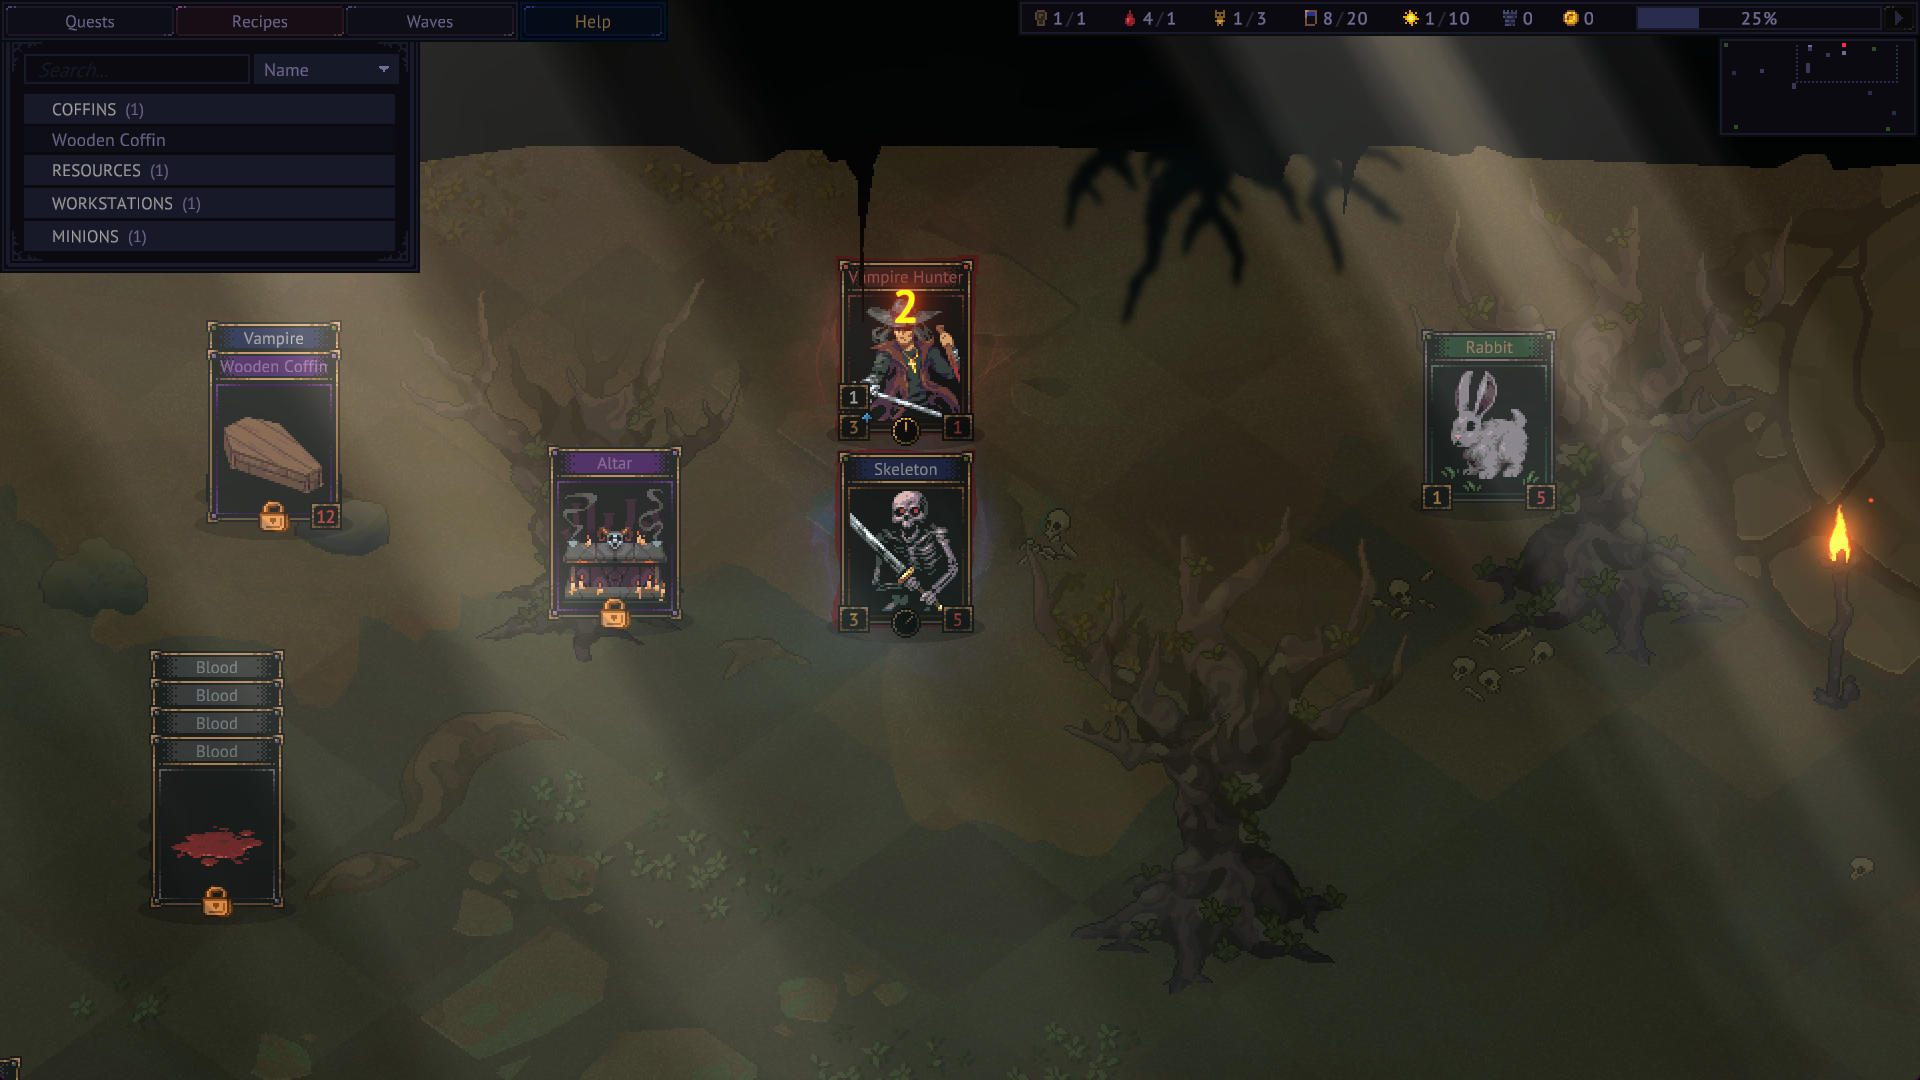 Quests
Recipes
Waves
Help
1/1
4/1
1/3
8/20
1/10
0
0
25%
Search...
Name
COFFINS (1)
Wooden Coffin
RESOURCES (1)
WORKSTATIONS (1)
MINIONS (1)
Vampire
Wooden Coffin
12
Altar
Vampire Hunter
2
1
3
1
Skeleton
3
5
Rabbit
1
5
Blood
Blood
Blood
Blood